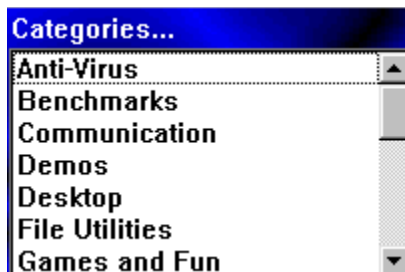 Categories...
Anti-Virus
Benchmarks
Communication
Demos
Desktop
File Utilities
Games and Fun